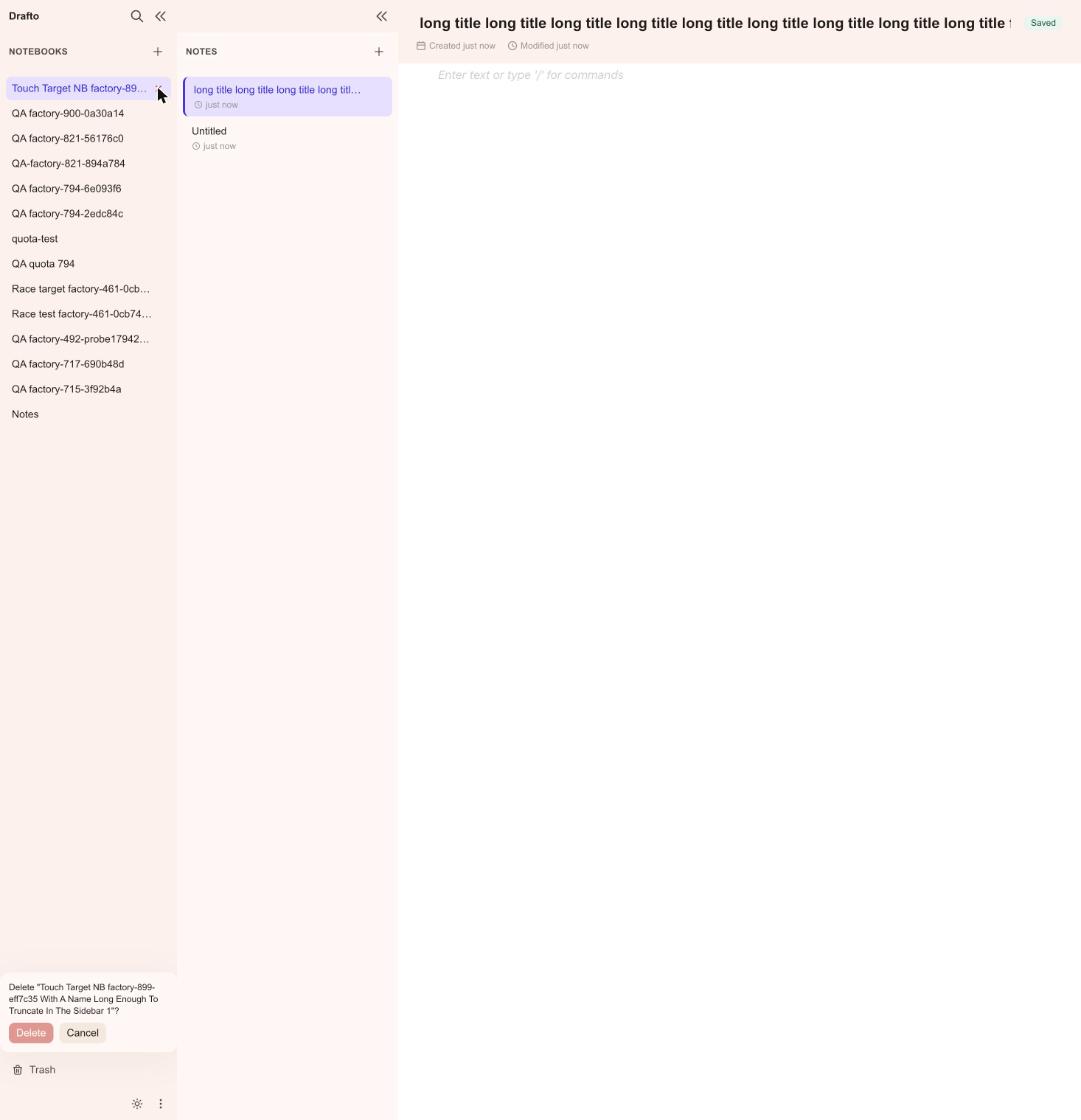 Drafto
NOTEBOOKS
Touch Target NB factory-89…
QA factory-900-0a30a14
QA factory-821-56176c0
QA-factory-821-894a784
QA factory-794-6e093f6
QA factory-794-2edc84c
quota-test
QA quota 794
Race target factory-461-0cb…
Race test factory-461-0cb74…
QA factory-492-probe17942…
QA factory-717-690b48d
QA factory-715-3f92b4a
Notes
Delete "Touch Target NB factory-899-
eff7c35 With A Name Long Enough To
Truncate In The Sidebar 1"?
Delete Cancel
Trash
NOTES
long title long title long title long titl…
just now
Untitled
just now
long title long title long title long title long title long title long title long title long title
Saved
Created just now Modified just now
Enter text or type '/' for commands